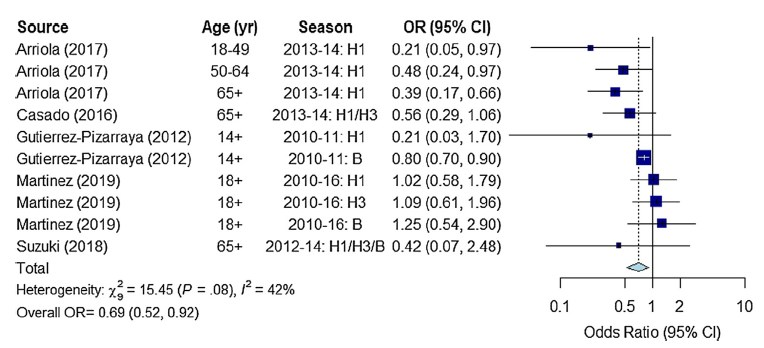 Source Age (yr) Season OR (95% CI)
Arriola (2017) 18-49 2013-14: H1 0.21 (0.05, 0.97)
Arriola (2017) 50-64 2013-14: H1 0.48 (0.24, 0.97)
Arriola (2017) 65+ 2013-14: H1 0.39 (0.17, 0.66)
Casado (2016) 65+ 2013-14: H1/H3 0.56 (0.29, 1.06)
Gutierrez-Pizarraya (2012) 14+ 2010-11: H1 0.21 (0.03, 1.70)
Gutierrez-Pizarraya (2012) 14+ 2010-11: B 0.80 (0.70, 0.90)
Martinez (2019) 18+ 2010-16: H1 1.02 (0.58, 1.79)
Martinez (2019) 18+ 2010-16: H3 1.09 (0.61, 1.96)
Martinez (2019) 18+ 2010-16: B 1.25 (0.54, 2.90)
Suzuki (2018) 65+ 2012-14: H1/H3/B 0.42 (0.07, 2.48)
Total
Heterogeneity: χ²₉ = 15.45 (P = .08), I² = 42%
Overall OR= 0.69 (0.52, 0.92)
0.1 0.5 1 2 10
Odds Ratio (95% CI)